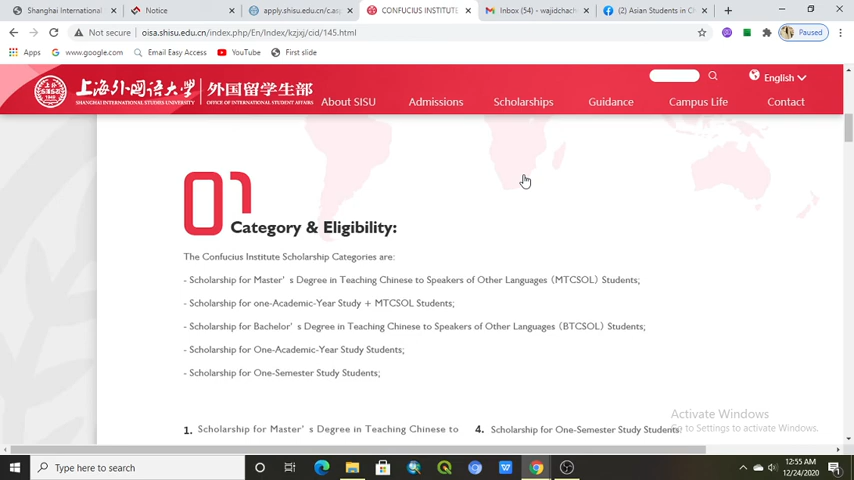 Shanghai International
Notice
apply.shisu.edu.cn/c.as
CONFUCIUS INSTITUTE
Inbox (54) - wajidchach
(2) Asian Students in C
Not secure
oisa.shisu.edu.cn/index.php/En/Index/kzjxj/cid/145.html
Paused
Apps
www.google.com
Email Easy Access
YouTube
First slide
上海外国语大学
SHANGHAI INTERNATIONAL STUDIES UNIVERSITY
外国留学生部
OFFICE OF INTERNATIONAL STUDENT AFFAIRS
English
About SISU
Admissions
Scholarships
Guidance
Campus Life
Contact
01
Category & Eligibility:
The Confucius Institute Scholarship Categories are:
- Scholarship for Master's Degree in Teaching Chinese to Speakers of Other Languages（MTCSOL）Students;
- Scholarship for one-Academic-Year Study + MTCSOL Students;
- Scholarship for Bachelor's Degree in Teaching Chinese to Speakers of Other Languages（BTCSOL）Students;
- Scholarship for One-Academic-Year Study Students;
- Scholarship for One-Semester Study Students;
1. Scholarship for Master's Degree in Teaching Chinese to
4. Scholarship for One-Semester Study Students:
Activate Windows
Go to Settings to activate Windows.
Type here to search
12:55 AM
12/24/2020